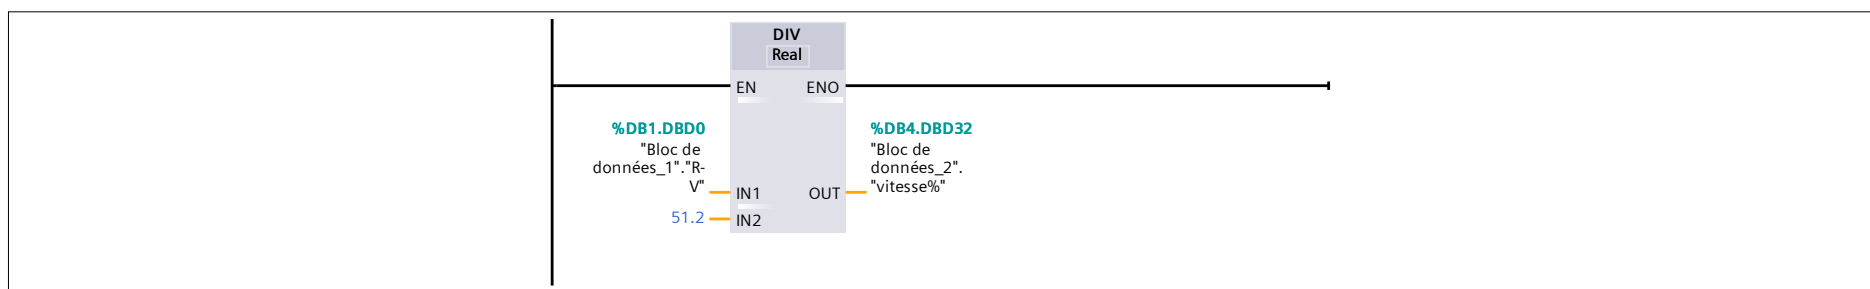 DIV
Real
EN ENO
%DB1.DBD0
"Bloc de
données_1"."R-
V"
IN1
51.2
IN2
%DB4.DBD32
"Bloc de
données_2".
"vitesse%"
OUT